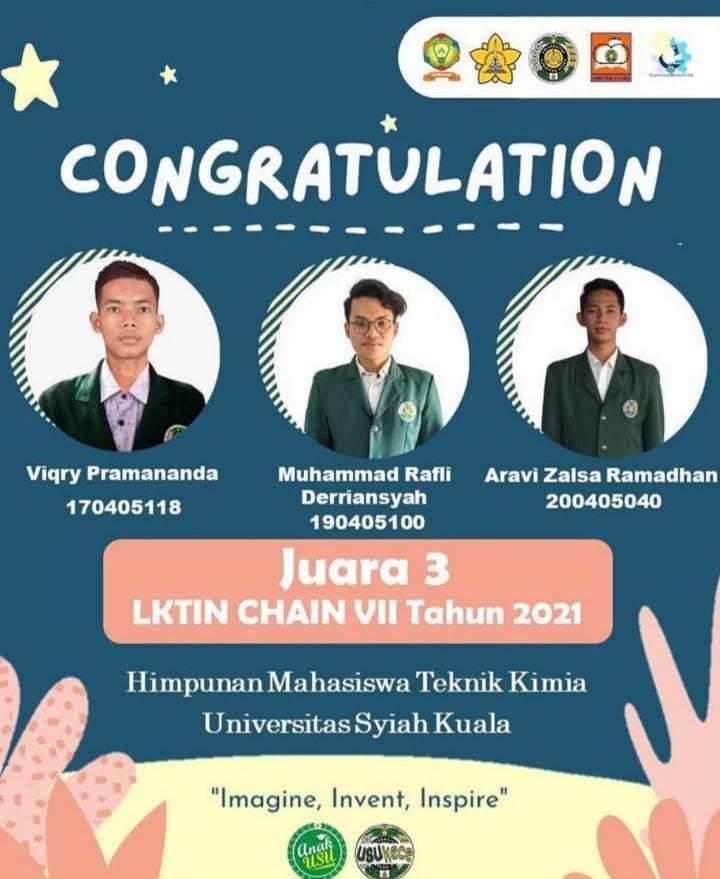 CONGRATULATION
Viqry Pramananda
170405118
Muhammad Rafli
Derriansyah
190405100
Aravi Zalsa Ramadhan
200405040
Juara 3
LKTIN CHAIN VII Tahun 2021
Himpunan Mahasiswa Teknik Kimia
Universitas Syiah Kuala
"Imagine, Invent, Inspire"
Anak
USU
USUkece